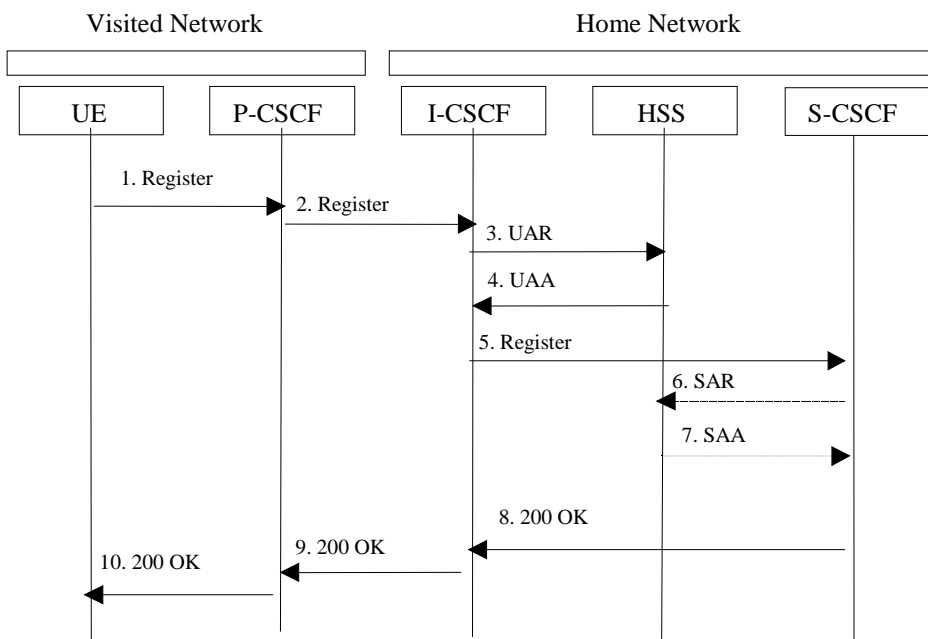 Visited Network
Home Network
UE
P-CSCF
I-CSCF
HSS
S-CSCF
1. Register
2. Register
3. UAR
4. UAA
5. Register
6. SAR
7. SAA
8. 200 OK
9. 200 OK
10. 200 OK